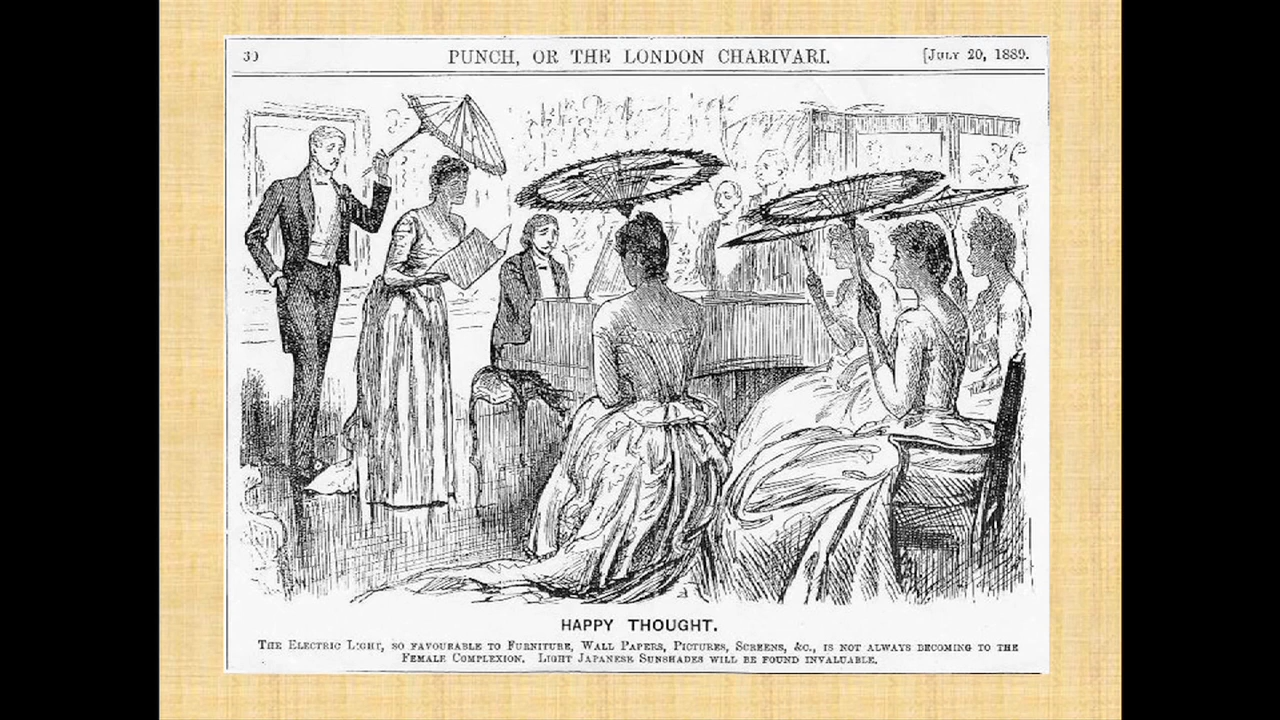 30 PUNCH, OR THE LONDON CHARIVARI. [JULY 20, 1889.
HAPPY THOUGHT.
THE ELECTRIC LIGHT, SO FAVOURABLE TO FURNITURE, WALL PAPERS, PICTURES, SCREENS, &C., IS NOT ALWAYS BECOMING TO THE
FEMALE COMPLEXION. LIGHT JAPANESE SUNSHADES WILL BE FOUND INVALUABLE.